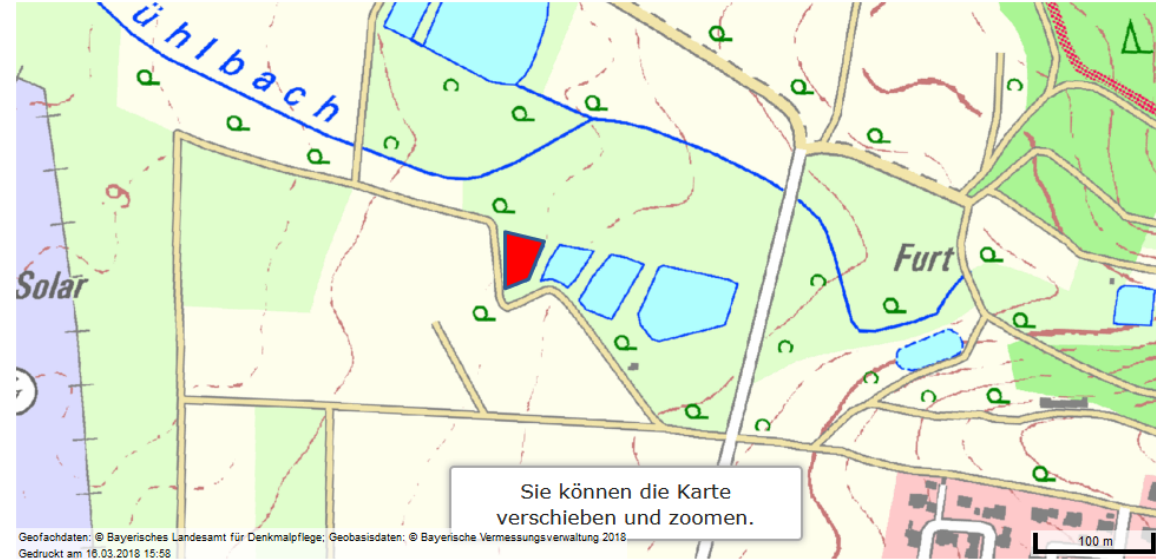 ühlbach
Solar
Furt
Sie können die Karte
verschieben und zoomen.
Geofachdaten: © Bayerisches Landesamt für Denkmalpflege; Geobasisdaten: © Bayerische Vermessungsverwaltung 2018
Gedruckt am 16.03.2018 15:58
100 m